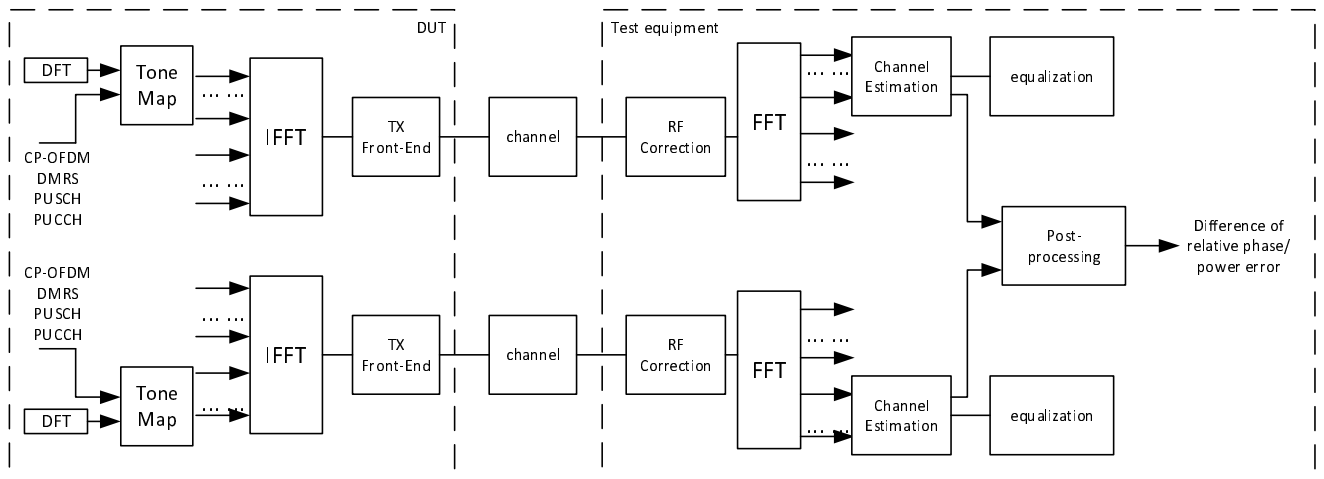 DUT
Test equipment
DFT
Tone
Map
... ...
CP-OFDM
DMRS
PUSCH
PUCCH
... ...
IFFT
TX
Front-End
channel
RF
Correction
FFT
... ...
... ...
Channel
Estimation
equalization
Post-
processing
Difference of
relative phase/
power error
CP-OFDM
DMRS
PUSCH
PUCCH
DFT
Tone
Map
... ...
... ...
IFFT
TX
Front-End
channel
RF
Correction
FFT
... ...
... ...
Channel
Estimation
equalization